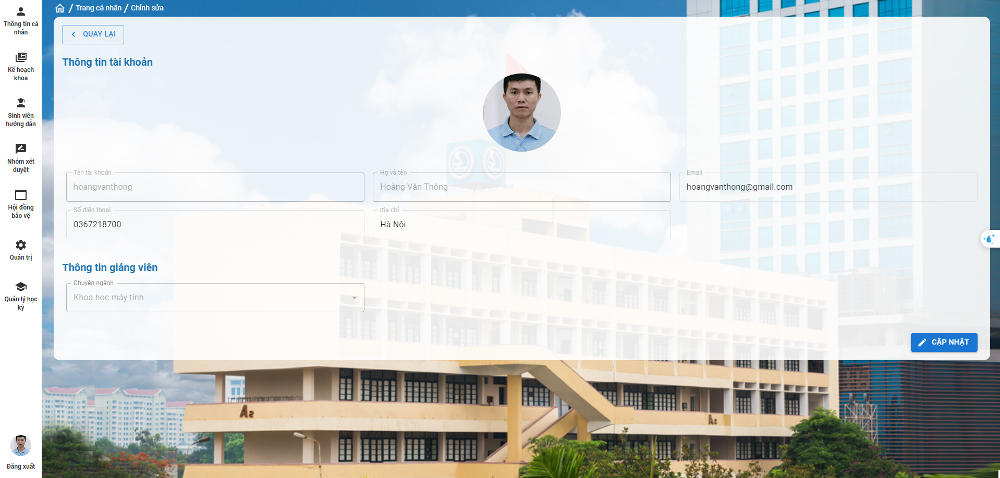 Trang cá nhân / Chỉnh sửa
Thông tin cá
nhân
Kế hoạch
khoa
Sinh viên
hướng dẫn
Nhóm xét
duyệt
Hội đồng
bảo vệ
Quản trị
Quản lý học
kỳ
Đăng xuất
QUAY LẠI
Thông tin tài khoản
Tên tài khoản
hoangvanthong
Họ và tên
Hoàng Văn Thông
Email
hoangvanthong@gmail.com
Số điện thoại
0367218700
địa chỉ
Hà Nội
Thông tin giảng viên
Chuyên ngành
Khoa học máy tính
CẬP NHẬT